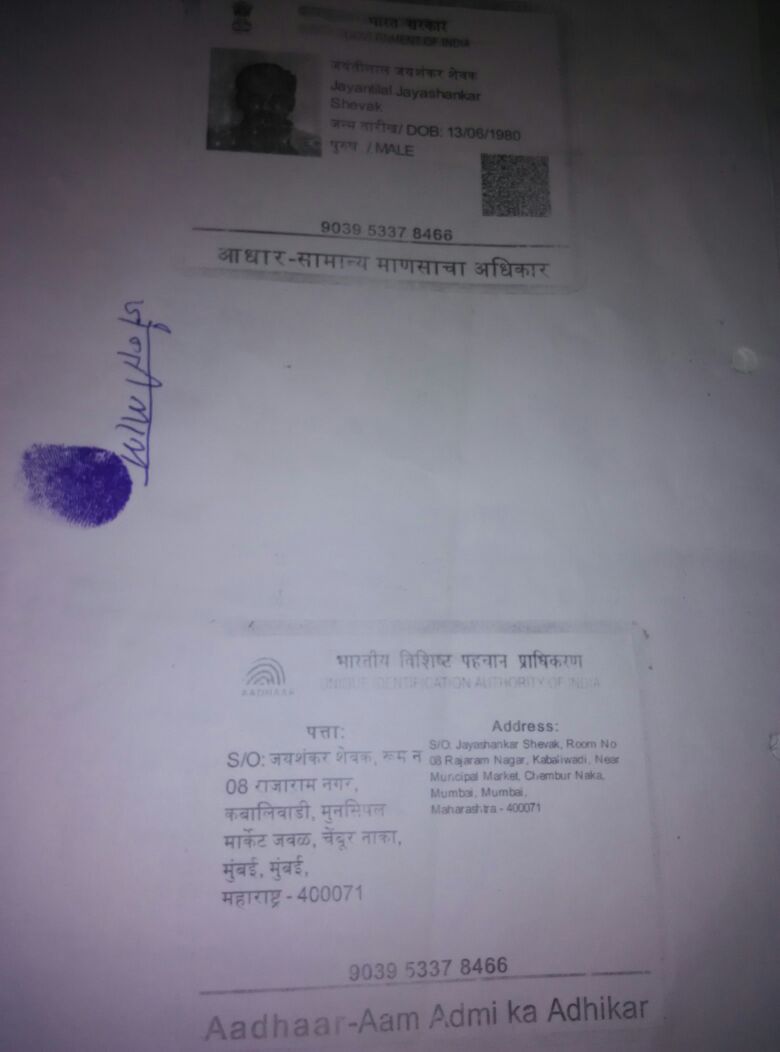 भारत सरकार
GOVERNMENT OF INDIA
जयंतीलाल जयशंकर शेवक
Jayantilal Jayashankar
Shevak
जन्म तारीख/ DOB: 13/06/1980
पुरुष / MALE
9039 5337 8466
आधार-सामान्य माणसाचा अधिकार
भारतीय विशिष्ट पहचान प्राधिकरण
AADHAAR
UNIQUE IDENTIFICATION AUTHORITY OF INDIA
पत्ता:
S/O: जयशंकर शेवक, रूम न
08 राजाराम नगर,
कबालिवाडी, मुनसिपल
मार्केट जवळ, चेंबूर नाका,
मुंबई, मुंबई,
महाराष्ट्र - 400071
Address:
S/O: Jayashankar Shevak, Room No
08 Rajaram Nagar, Kabaliwadi, Near
Muncipal Market, Chembur Naka,
Mumbai, Mumbai,
Maharashtra - 400071
9039 5337 8466
Aadhaar-Aam Admi ka Adhikar